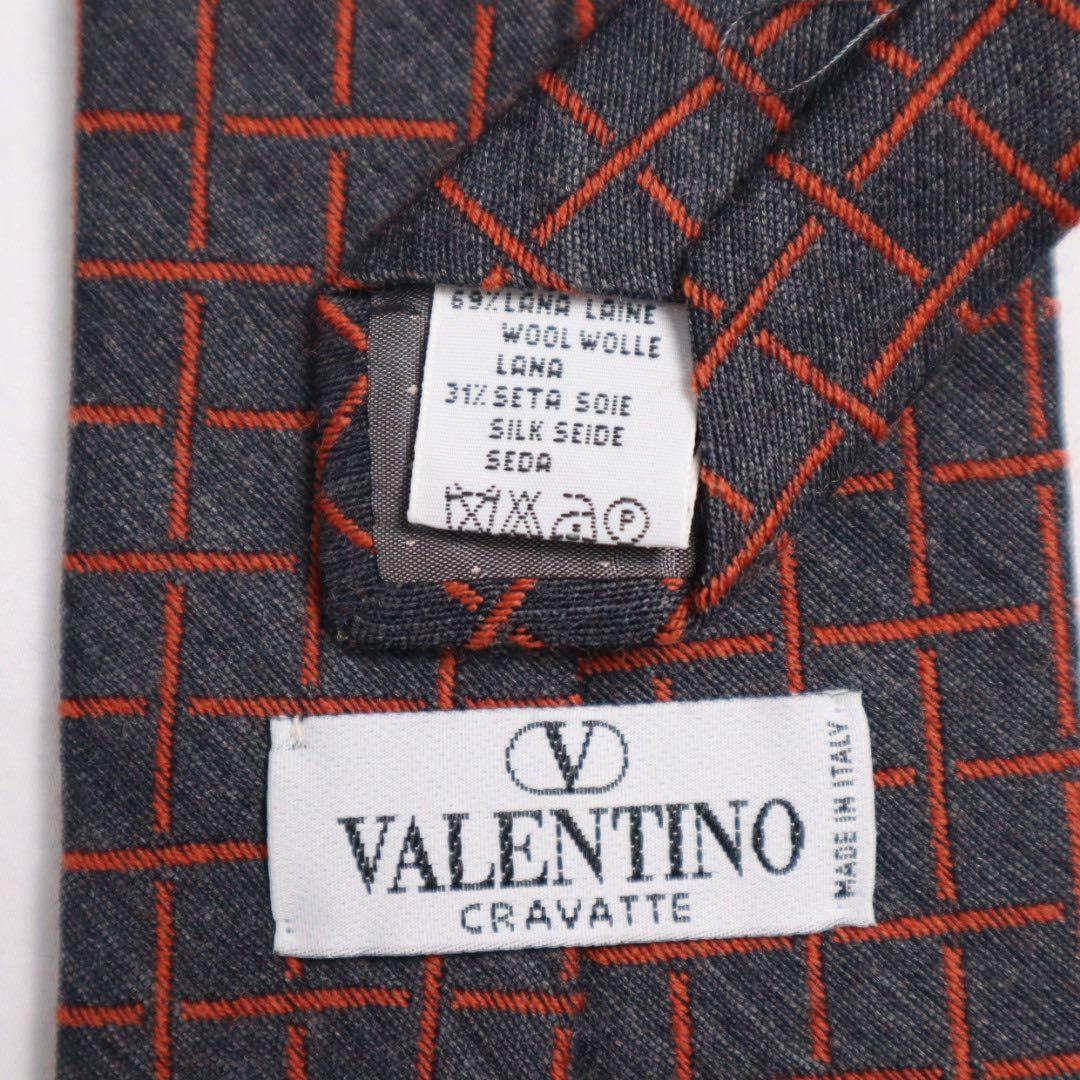 69% LANA LAINE
WOOL WOLLE
LANA
31% SETA SOIE
SILK SEIDE
SEDA
P
V
VALENTINO
CRAVATTE
MADE IN ITALY